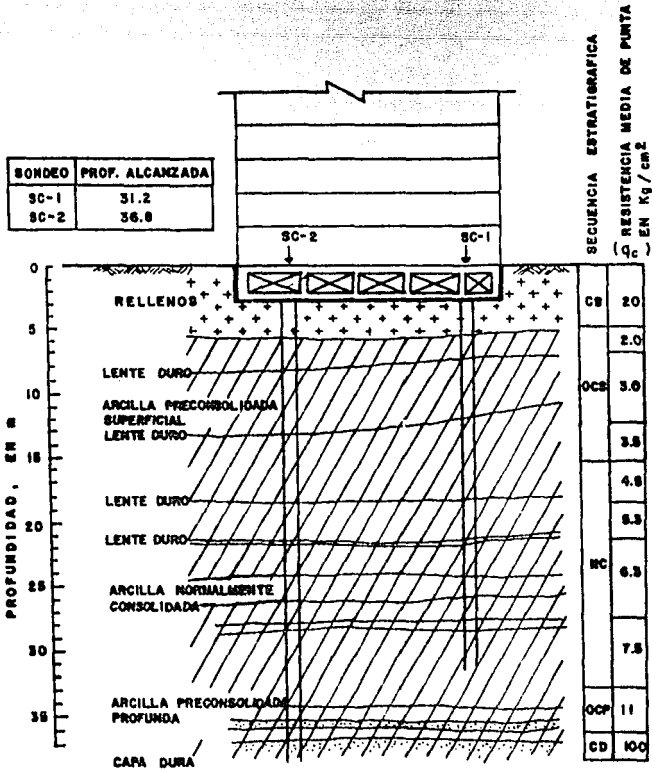 SECUENCIA ESTRATIGRAFICA
RESISTENCIA MEDIA DE PUNTA
EN Kg/cm²
(qc)
SONDEO PROF. ALCANZADA
SC-1 31.2
SC-2 36.8
SC-2 SC-1
PROFUNDIDAD, EN m
0
5
10
15
20
25
30
35
RELLENOS
LENTE DURO
ARCILLA PRECONSOLIDADA
SUPERFICIAL
LENTE DURO
LENTE DURO
LENTE DURO
ARCILLA NORMALMENTE
CONSOLIDADA
ARCILLA PRECONSOLIDADA
PROFUNDA
CAPA DURA
CS 20
2.0
OCS 3.0
3.5
4.5
5.3
NC 6.5
7.5
OCP 11
CD 100